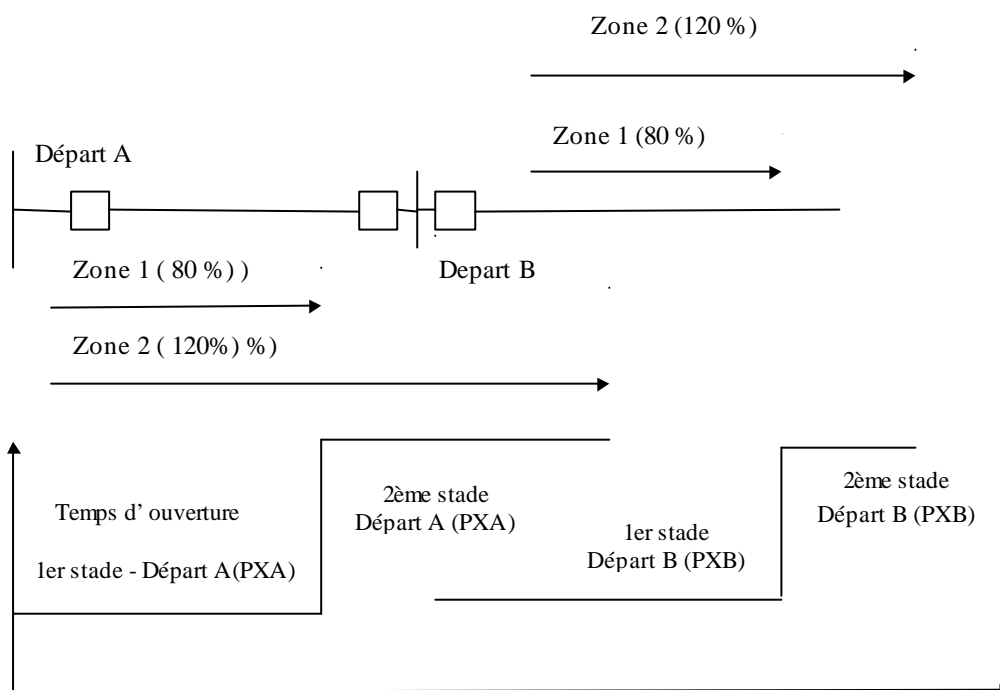 Zone 2 (120 %)
Zone 1 (80 %)
Départ A
Zone 1 ( 80 %) )
Depart B
Zone 2 ( 120%) %)
Temps d' ouverture
1er stade - Départ A(PXA)
2ème stade
Départ A (PXA)
1er stade
Départ B (PXB)
2ème stade
Départ B (PXB)